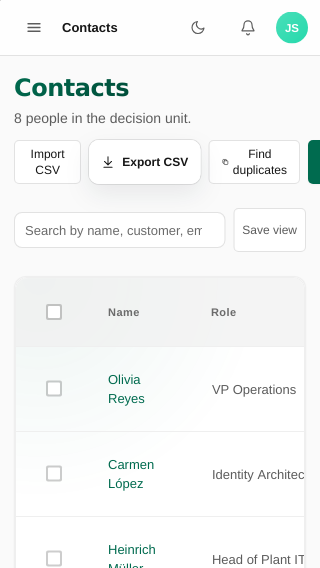 Contacts
JS
Contacts
8 people in the decision unit.
Import
CSV
Export CSV
Find
duplicates
Search by name, customer, em
Save view
Name
Role
Olivia
Reyes
VP Operations
Carmen
López
Identity Architec
Heinrich
Müller
Head of Plant IT